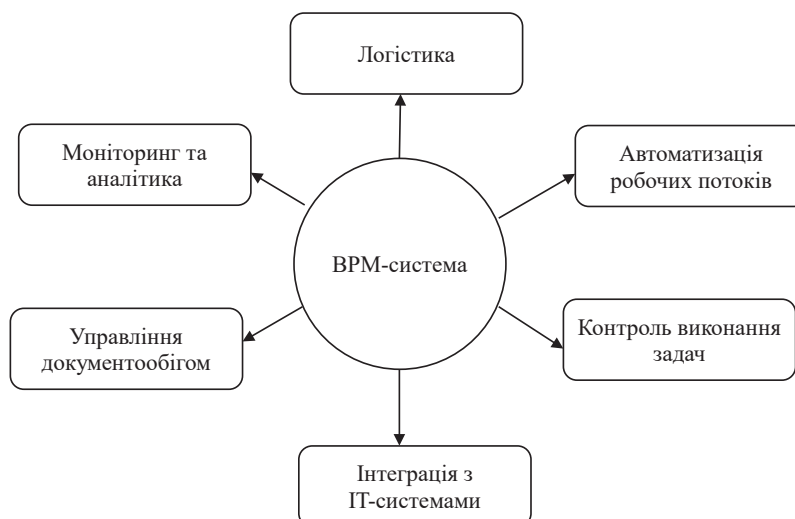 Логістика
Моніторинг та
аналітика
Автоматизація
робочих потоків
BPM-система
Управління
документообігом
Контроль виконання
задач
Інтеграція з
ІТ-системами